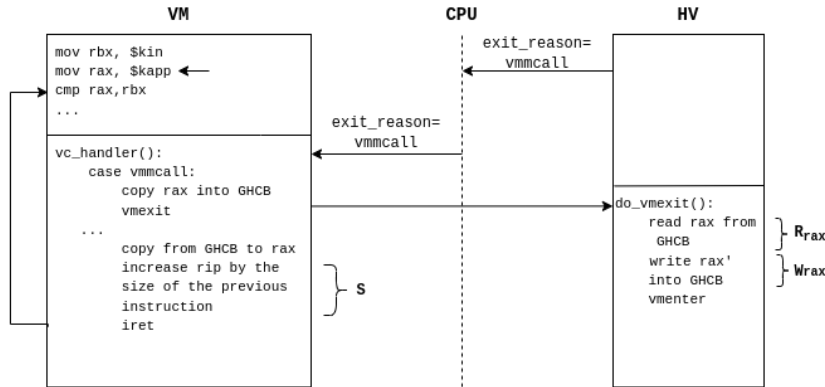 VM
CPU
HV
mov rbx, $kin
mov rax, $kapp
cmp rax,rbx
...
exit_reason=
vmmcall
exit_reason=
vmmcall
vc_handler():
case vmmcall:
copy rax into GHCB
vmexit
...
copy from GHCB to rax
increase rip by the
size of the previous
instruction
iret
S
do_vmexit():
read rax from
GHCB
write rax'
into GHCB
vmenter
Rrax
Wrax